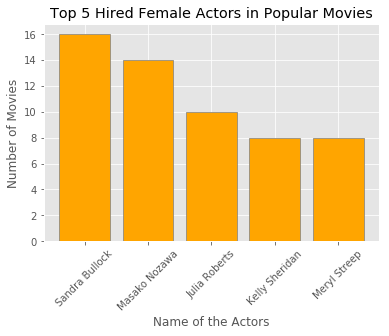 Top 5 Hired Female Actors in Popular Movies
Number of Movies
16
14
12
10
8
6
4
2
0
Sandra Bullock
Masako Nozawa
Julia Roberts
Kelly Sheridan
Meryl Streep
Name of the Actors